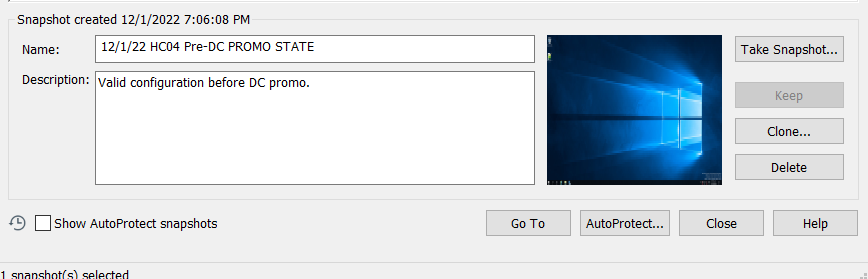 Snapshot created 12/1/2022 7:06:08 PM
Name:
12/1/22 HC04 Pre-DC PROMO STATE
Take Snapshot...
Description:
Valid configuration before DC promo.
Keep
Clone...
Delete
Show AutoProtect snapshots
Go To
AutoProtect...
Close
Help
1 snapshot(s) selected